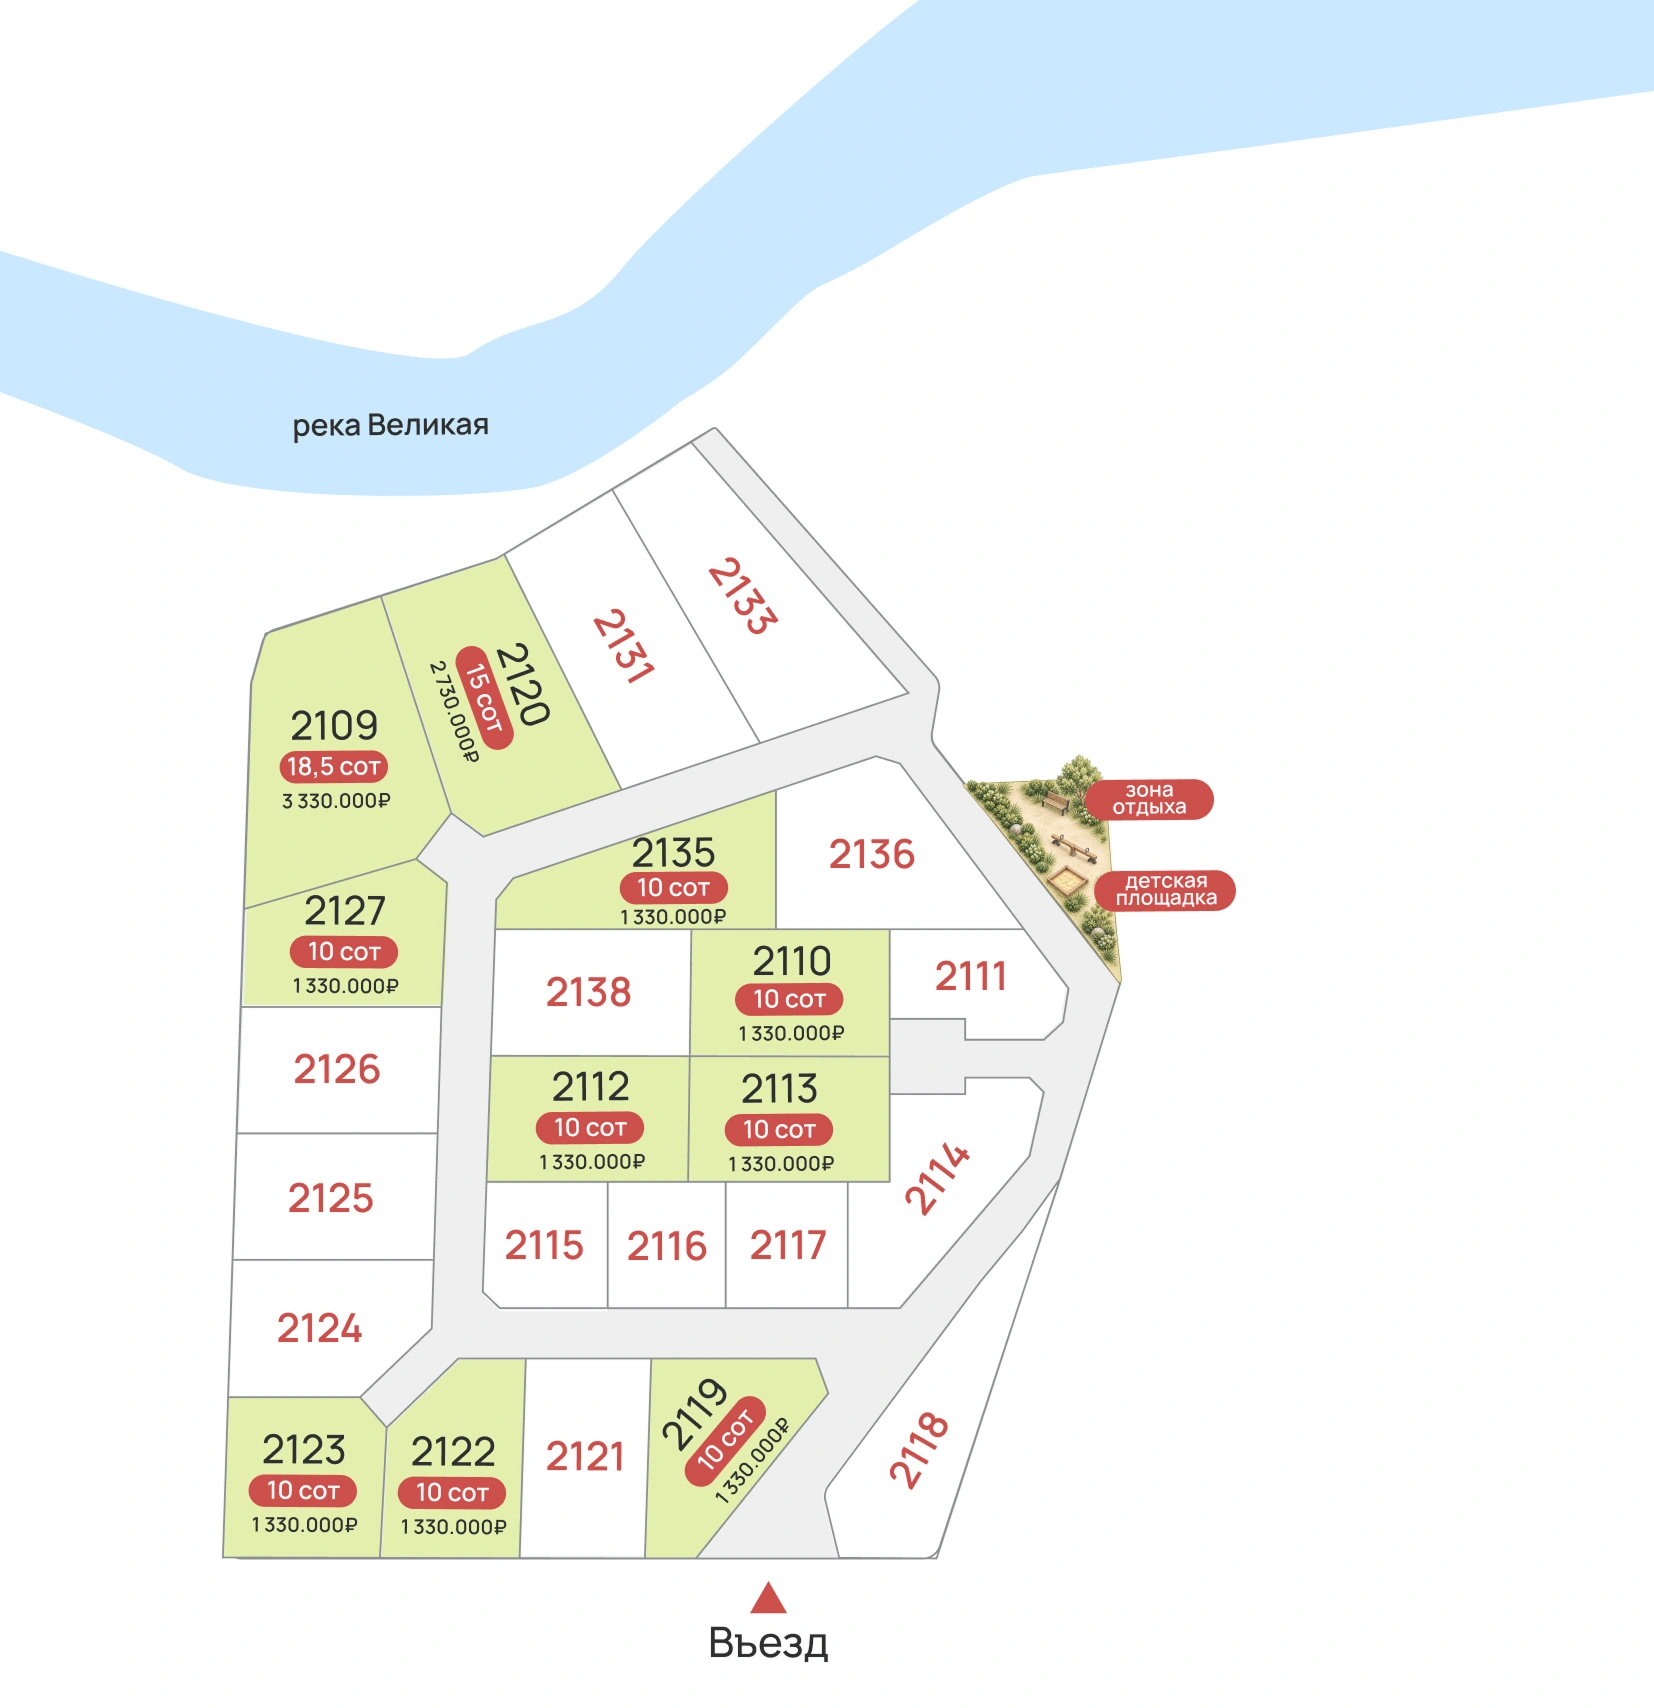 река Великая
2133
2131
2120
15 сот
2 730.000₽
2109
18,5 сот
3 330.000₽
зона
отдыха
детская
площадка
2135
10 сот
1 330.000₽
2136
2127
10 сот
1 330.000₽
2138
2110
10 сот
1 330.000₽
2111
2126
2112
10 сот
1 330.000₽
2113
10 сот
1 330.000₽
2114
2125
2115
2116
2117
2124
2123
10 сот
1 330.000₽
2122
10 сот
1 330.000₽
2121
2119
10 сот
1 330.000₽
2118
Въезд